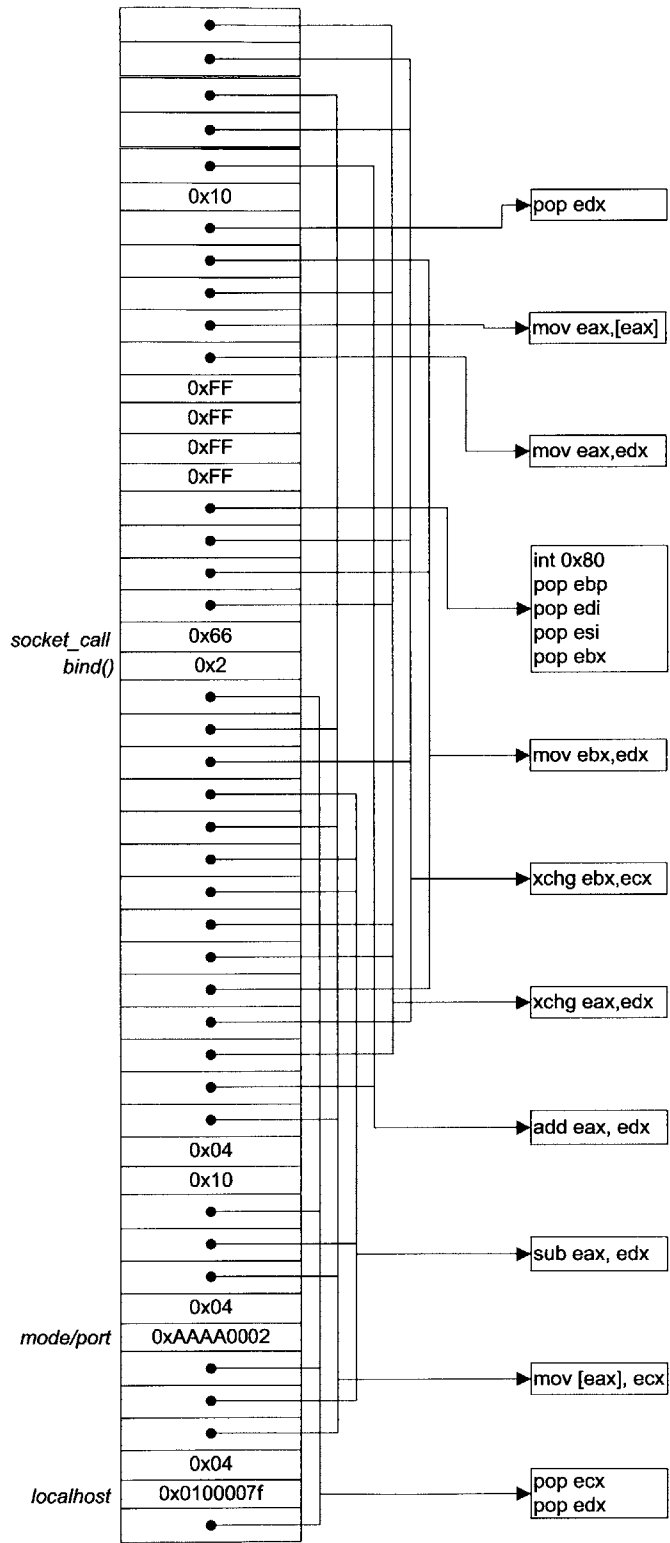 0x10
pop edx
mov eax,[eax]
0xFF
0xFF
mov eax,edx
0xFF
0xFF
int 0x80
pop ebp
pop edi
pop esi
pop ebx
socket_call 0x66
bind() 0x2
mov ebx,edx
xchg ebx,ecx
xchg eax,edx
add eax, edx
0x04
0x10
sub eax, edx
0x04
mode/port 0xAAAA0002
mov [eax], ecx
0x04
localhost 0x0100007f
pop ecx
pop edx